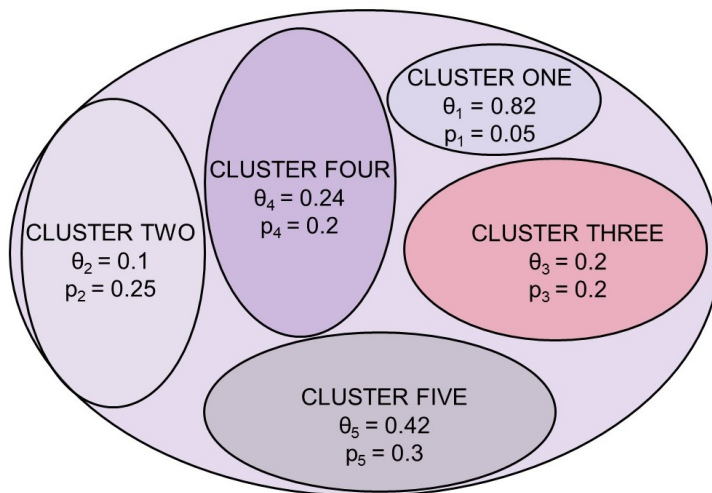 CLUSTER ONE
θ₁ = 0.82
p₁ = 0.05
CLUSTER FOUR
θ₄ = 0.24
p₄ = 0.2
CLUSTER TWO
θ₂ = 0.1
p₂ = 0.25
CLUSTER THREE
θ₃ = 0.2
p₃ = 0.2
CLUSTER FIVE
θ₅ = 0.42
p₅ = 0.3